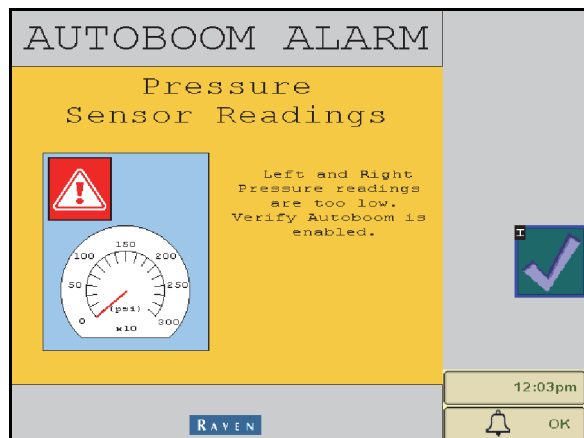 AUTOBOOM ALARM
Pressure
Sensor Readings
Left and Right
Pressure readings
are too low.
Verify Autoboom is
enabled.
150
100 200
50 250
(psi)
0 300
x10
I
12:03pm
RAVEN
OK